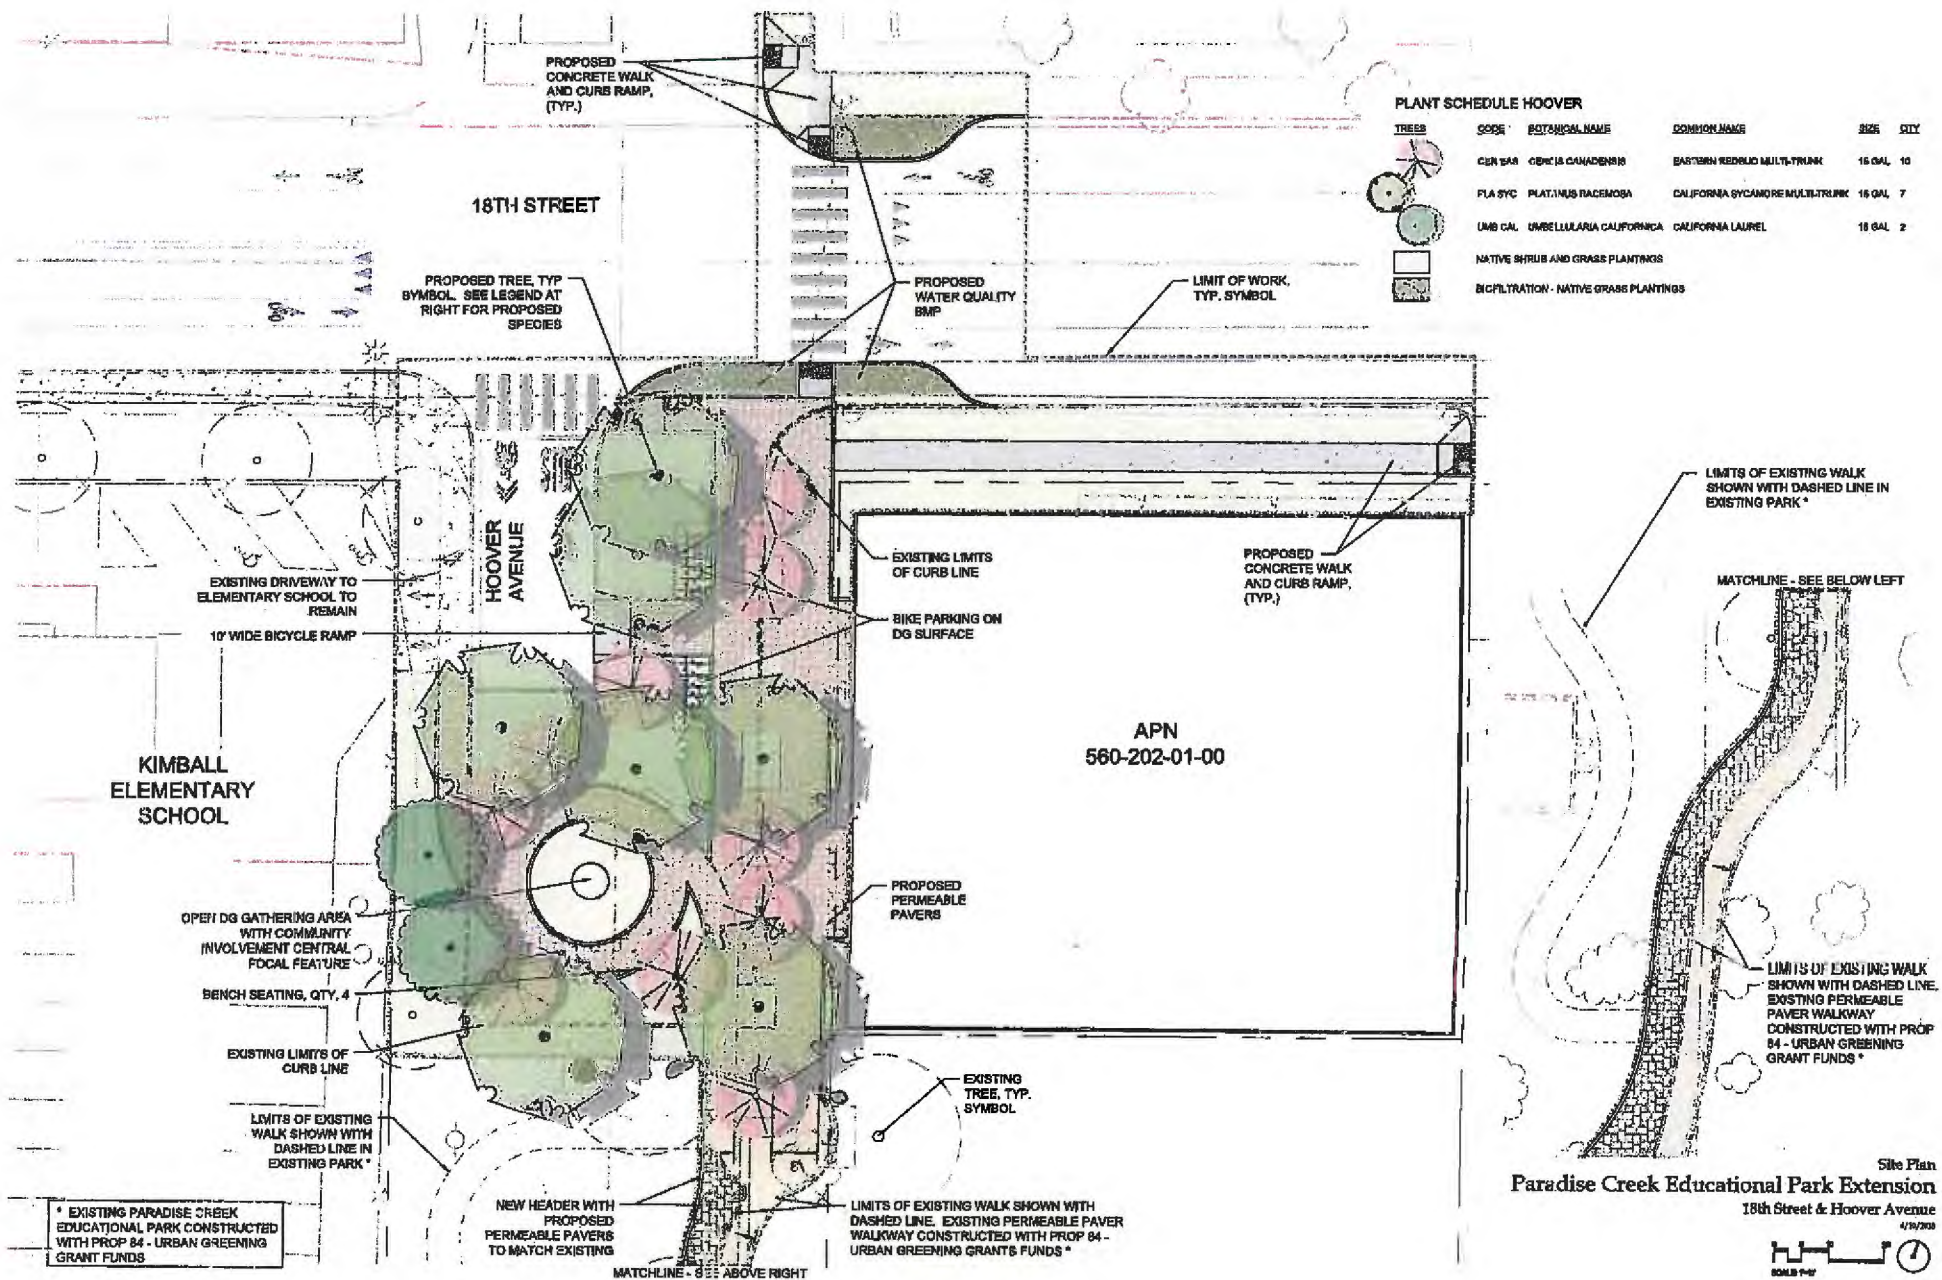 PROPOSED
CONCRETE WALK
AND CURB RAMP,
(TYP.)
18TH STREET
PROPOSED TREE, TYP
SYMBOL. SEE LEGEND AT
RIGHT FOR PROPOSED
SPECIES
PROPOSED
WATER QUALITY
BMP
LIMIT OF WORK,
TYP. SYMBOL
PLANT SCHEDULE HOOVER
TREES CODE BOTANICAL NAME COMMON NAME SIZE QTY
CER EAS CERCIS CANADENSIS EASTERN REDBUD MULTI-TRUNK 15 GAL 10
PLA SYC PLATANUS RACEMOSA CALIFORNIA SYCAMORE MULTI-TRUNK 15 GAL 7
UMB CAL UMBELLULARIA CALIFORNICA CALIFORNIA LAUREL 15 GAL 2
NATIVE SHRUB AND GRASS PLANTINGS
BIOFILTRATION - NATIVE GRASS PLANTINGS
HOOVER
AVENUE
EXISTING DRIVEWAY TO
ELEMENTARY SCHOOL TO
REMAIN
10' WIDE BICYCLE RAMP
EXISTING LIMITS
OF CURB LINE
BIKE PARKING ON
DG SURFACE
PROPOSED
CONCRETE WALK
AND CURB RAMP,
(TYP.)
KIMBALL
ELEMENTARY
SCHOOL
APN
560-202-01-00
OPEN DG GATHERING AREA
WITH COMMUNITY
INVOLVEMENT CENTRAL
FOCAL FEATURE
BENCH SEATING, QTY, 4
EXISTING LIMITS OF
CURB LINE
LIMITS OF EXISTING
WALK SHOWN WITH
DASHED LINE IN
EXISTING PARK *
PROPOSED
PERMEABLE
PAVERS
EXISTING
TREE, TYP.
SYMBOL
* EXISTING PARADISE CREEK
EDUCATIONAL PARK CONSTRUCTED
WITH PROP 84 - URBAN GREENING
GRANT FUNDS
NEW HEADER WITH
PROPOSED
PERMEABLE PAVERS
TO MATCH EXISTING
LIMITS OF EXISTING WALK SHOWN WITH
DASHED LINE. EXISTING PERMEABLE PAVER
WALKWAY CONSTRUCTED WITH PROP 84 -
URBAN GREENING GRANTS FUNDS *
MATCHLINE - SEE ABOVE RIGHT
LIMITS OF EXISTING WALK
SHOWN WITH DASHED LINE IN
EXISTING PARK *
MATCHLINE - SEE BELOW LEFT
LIMITS OF EXISTING WALK
SHOWN WITH DASHED LINE.
EXISTING PERMEABLE
PAVER WALKWAY
CONSTRUCTED WITH PROP
84 - URBAN GREENING
GRANT FUNDS *
Site Plan
Paradise Creek Educational Park Extension
18th Street & Hoover Avenue